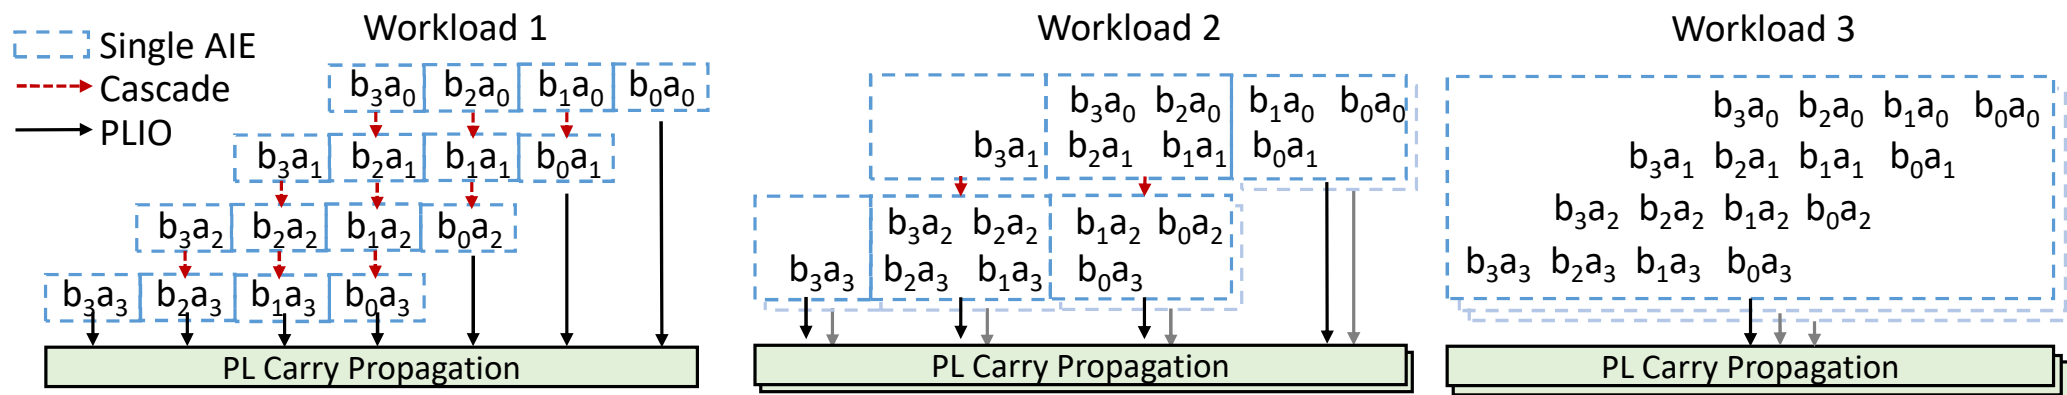 Workload 1
Single AIE
Cascade
PLIO
b₃a₀ b₂a₀ b₁a₀ b₀a₀
b₃a₁ b₂a₁ b₁a₁ b₀a₁
b₃a₂ b₂a₂ b₁a₂ b₀a₂
b₃a₃ b₂a₃ b₁a₃ b₀a₃
PL Carry Propagation
Workload 2
b₃a₀ b₂a₀ b₁a₀ b₀a₀
b₃a₁ b₂a₁ b₁a₁ b₀a₁
b₃a₂ b₂a₂ b₁a₂ b₀a₂
b₃a₃ b₂a₃ b₁a₃ b₀a₃
PL Carry Propagation
Workload 3
b₃a₀ b₂a₀ b₁a₀ b₀a₀
b₃a₁ b₂a₁ b₁a₁ b₀a₁
b₃a₂ b₂a₂ b₁a₂ b₀a₂
b₃a₃ b₂a₃ b₁a₃ b₀a₃
PL Carry Propagation